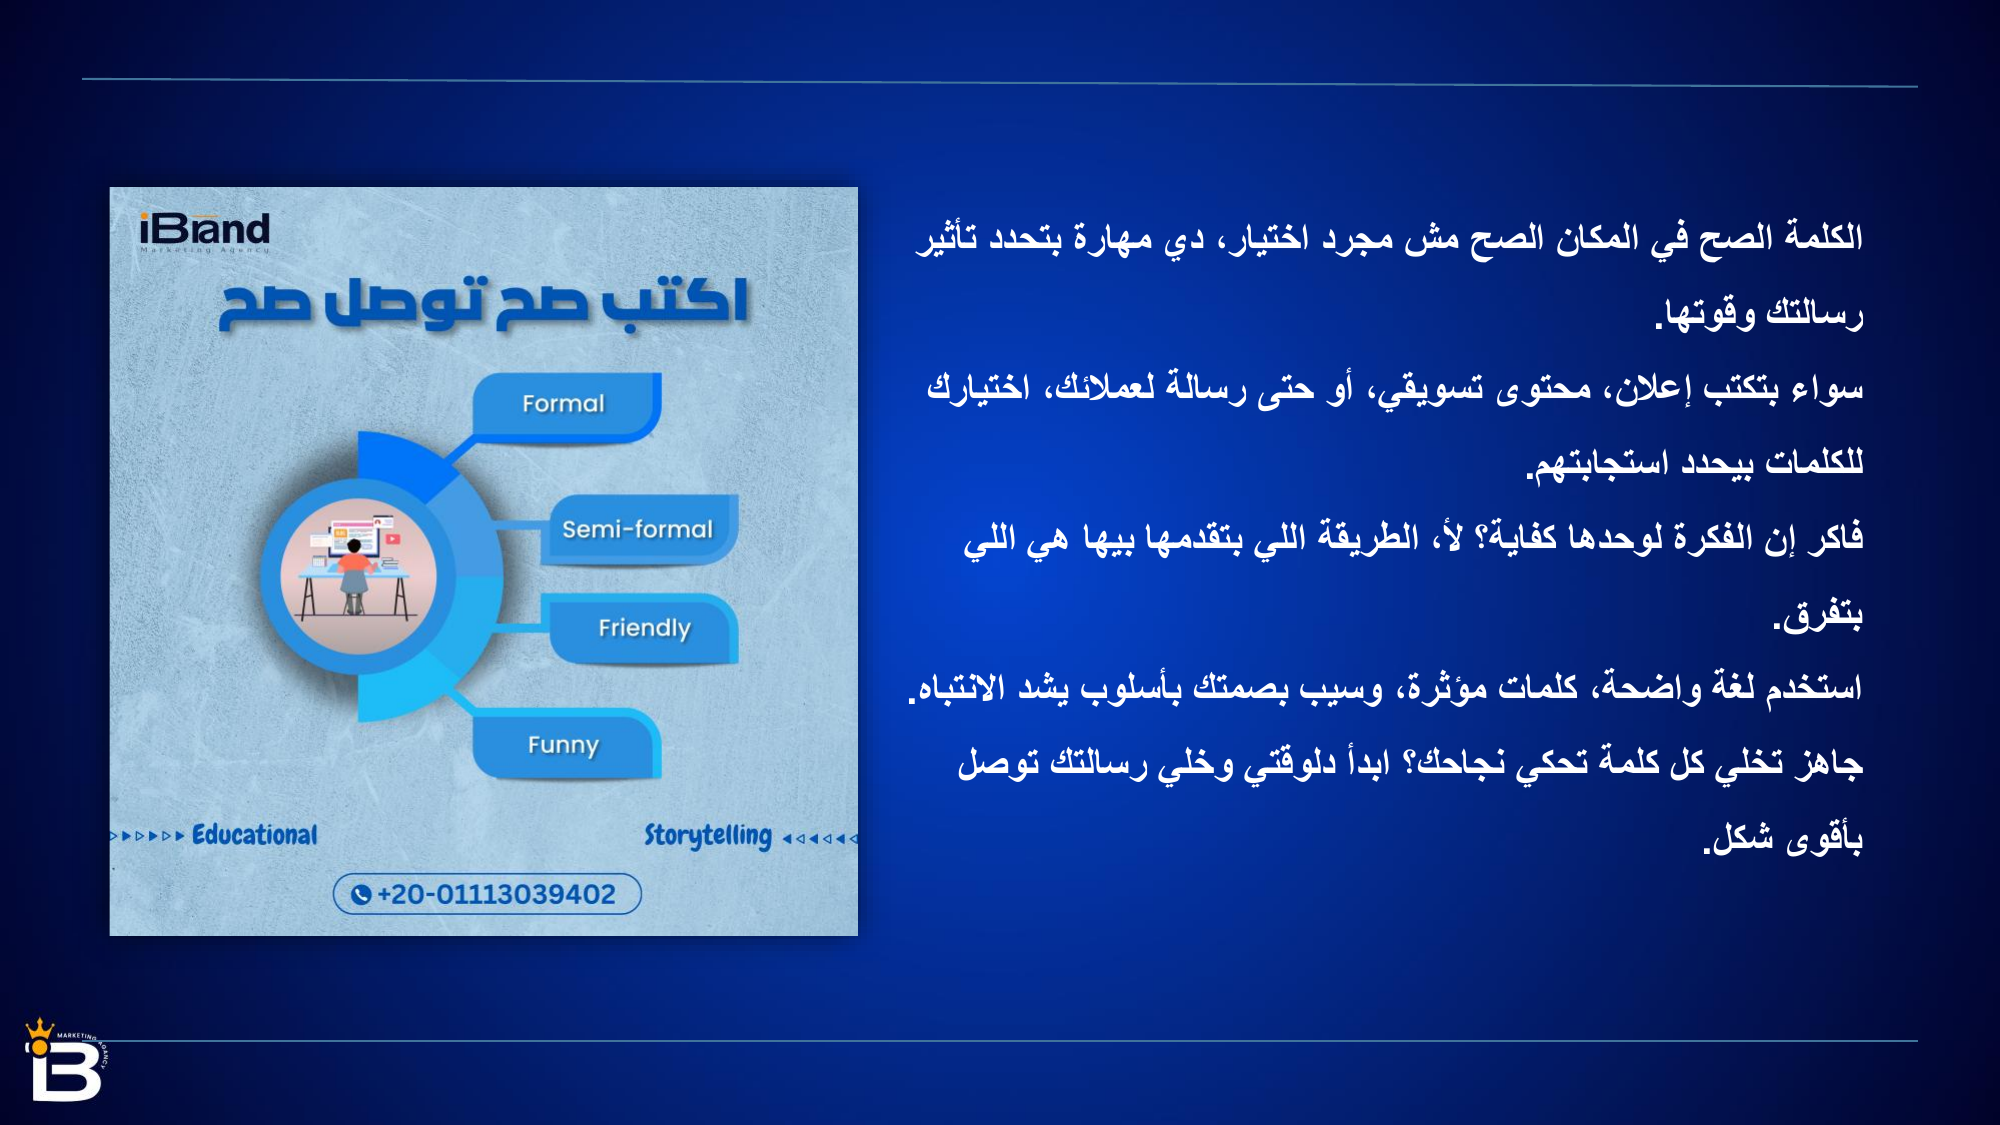 iBrand
Marketing Agency
اكتب صح توصل صح
Formal
Semi-formal
Friendly
Funny
Educational
Storytelling
+20-01113039402
الكلمة الصح في المكان الصح مش مجرد اختيار، دي مهارة بتحدد تأثير
رسالتك وقوتها.
سواء بتكتب إعلان، محتوى تسويقي، أو حتى رسالة لعملائك، اختيارك
للكلمات بيحدد استجابتهم.
فاكر إن الفكرة لوحدها كفاية؟ لأ، الطريقة اللي بتقدمها بيها هي اللي
بتفرق.
استخدم لغة واضحة، كلمات مؤثرة، وسيب بصمتك بأسلوب يشد الانتباه.
جاهز تخلي كل كلمة تحكي نجاحك؟ ابدأ دلوقتي وخلي رسالتك توصل
بأقوى شكل.
iB
MARKETING AGANCY